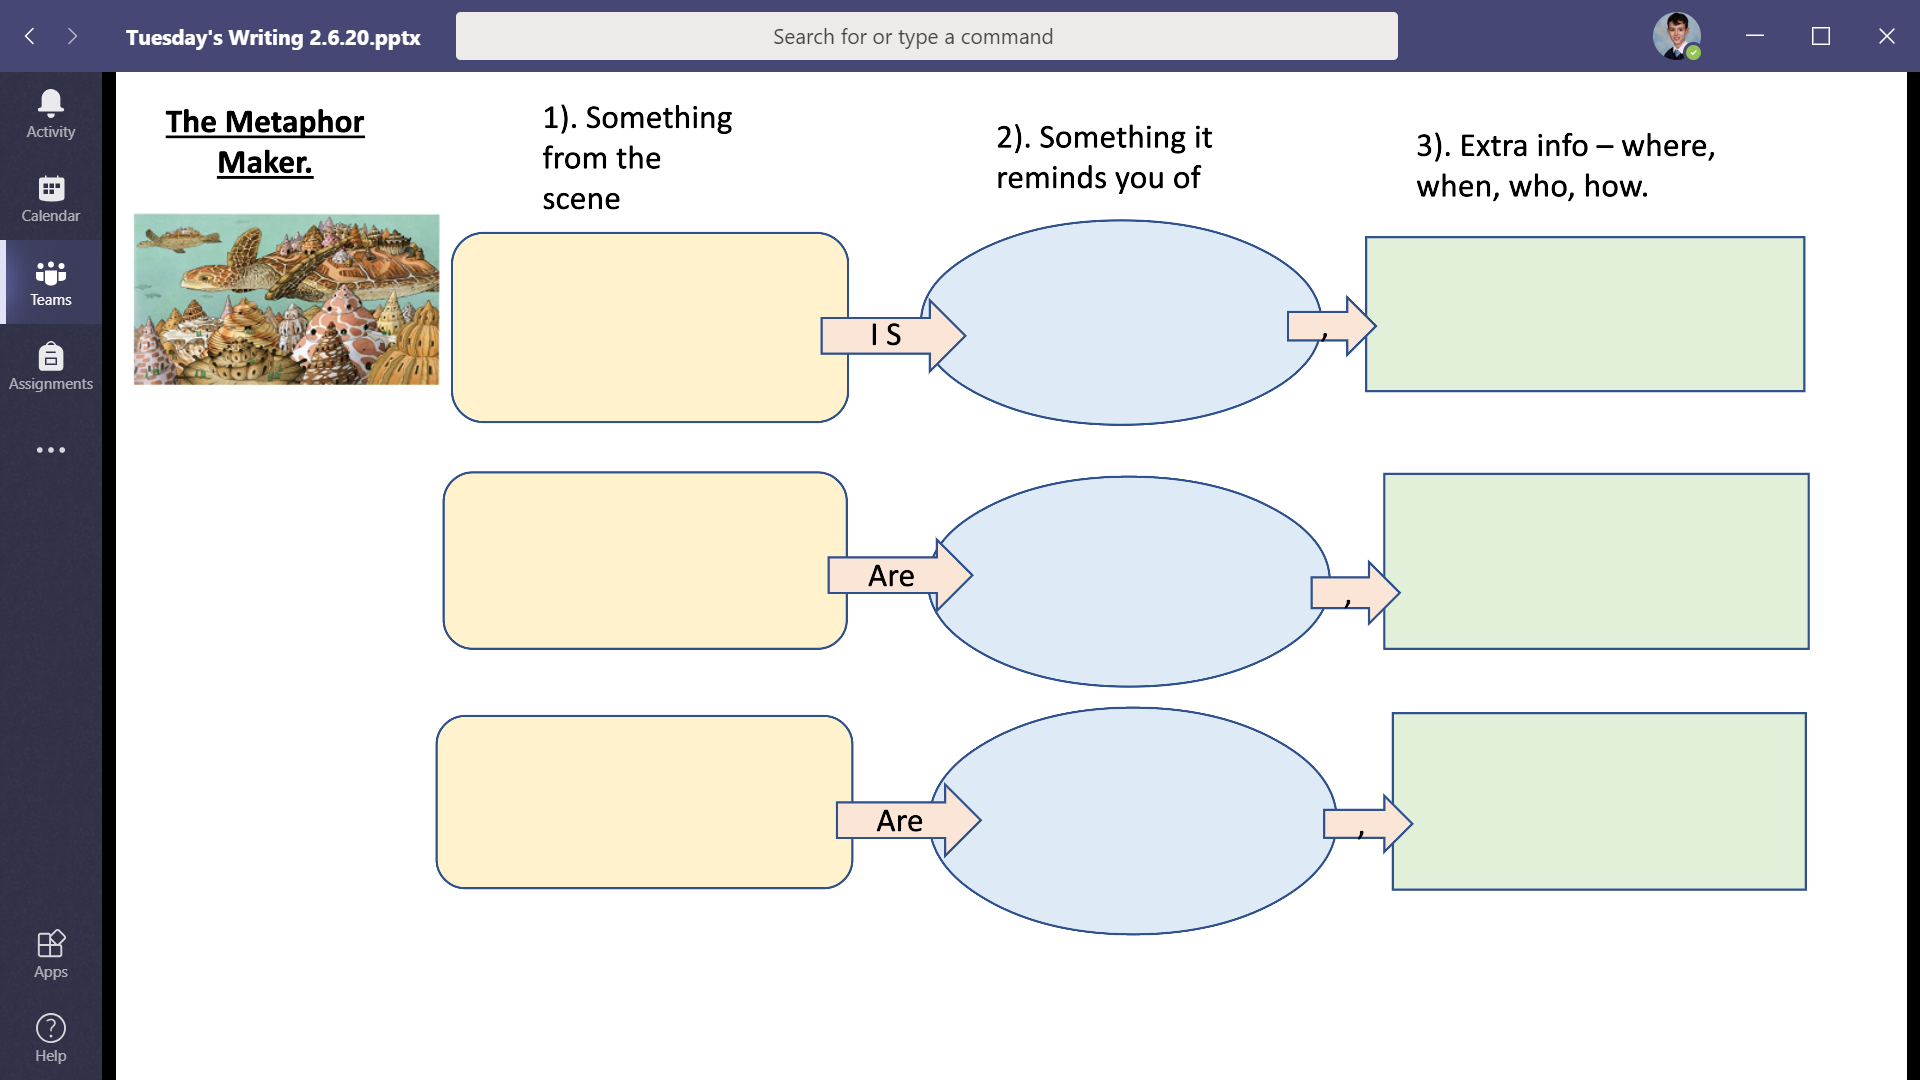 Tuesday's Writing 2.6.20.pptx
Search for or type a command
Activity
Calendar
Teams
Assignments
Apps
Help
The Metaphor
Maker.
1). Something
from the
scene
2). Something it
reminds you of
3). Extra info – where,
when, who, how.
I S
,
Are
,
Are
,